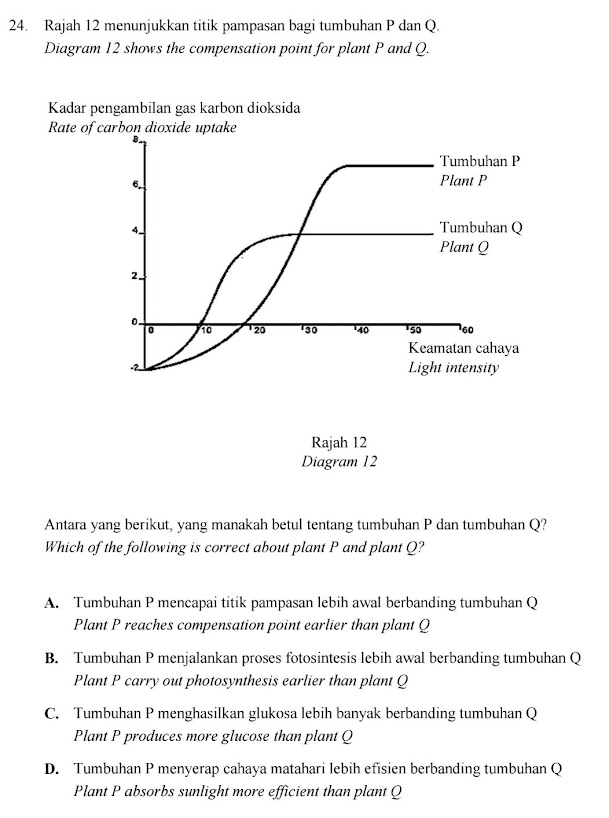 24. Rajah 12 menunjukkan titik pampasan bagi tumbuhan P dan Q.
Diagram 12 shows the compensation point for plant P and Q.
Kadar pengambilan gas karbon dioksida
Rate of carbon dioxide uptake
8
6
4
2
0
-2
0 10 20 30 40 50 60
Tumbuhan P
Plant P
Tumbuhan Q
Plant Q
Keamatan cahaya
Light intensity
Rajah 12
Diagram 12
Antara yang berikut, yang manakah betul tentang tumbuhan P dan tumbuhan Q?
Which of the following is correct about plant P and plant Q?
A. Tumbuhan P mencapai titik pampasan lebih awal berbanding tumbuhan Q
Plant P reaches compensation point earlier than plant Q
B. Tumbuhan P menjalankan proses fotosintesis lebih awal berbanding tumbuhan Q
Plant P carry out photosynthesis earlier than plant Q
C. Tumbuhan P menghasilkan glukosa lebih banyak berbanding tumbuhan Q
Plant P produces more glucose than plant Q
D. Tumbuhan P menyerap cahaya matahari lebih efisien berbanding tumbuhan Q
Plant P absorbs sunlight more efficient than plant Q